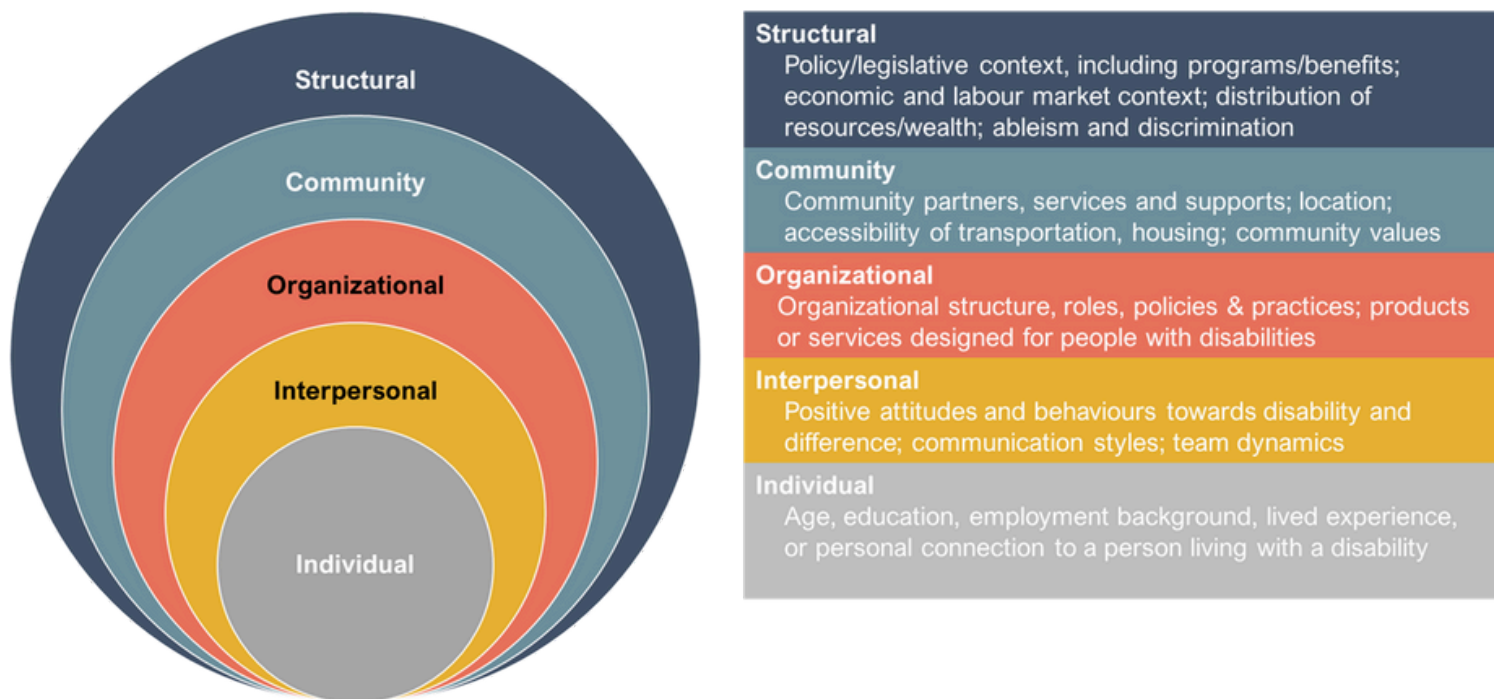 Structural
Community
Organizational
Interpersonal
Individual
Structural
Policy/legislative context, including programs/benefits;
economic and labour market context; distribution of
resources/wealth; ableism and discrimination
Community
Community partners, services and supports; location;
accessibility of transportation, housing; community values
Organizational
Organizational structure, roles, policies & practices; products
or services designed for people with disabilities
Interpersonal
Positive attitudes and behaviours towards disability and
difference; communication styles; team dynamics
Individual
Age, education, employment background, lived experience,
or personal connection to a person living with a disability